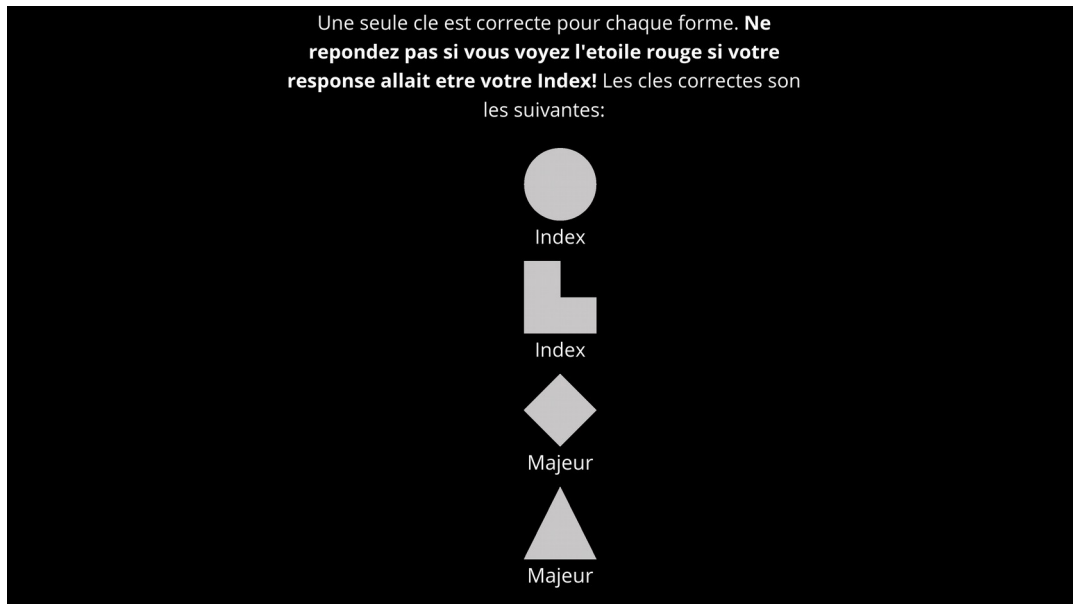 Une seule cle est correcte pour chaque forme. Ne
repondez pas si vous voyez l'etoile rouge si votre
response allait etre votre Index! Les cles correctes son
les suivantes:
Index
Index
Majeur
Majeur